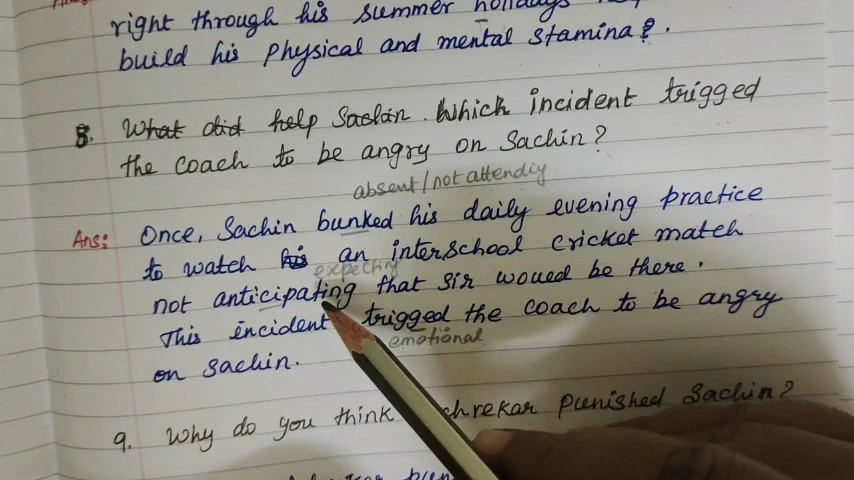 right through his summer holidays
build his physical and mental stamina?.
8. What did help Sachin. Which incident trigged
the coach to be angry on Sachin?
absent/not attendiy
Ans: Once, Sachin bunked his daily evening practice
to watch his an interschool cricket match
expecting
not anticipating that sir woued be there.
This incident trigged the coach to be angry
emotional
on sachin.
9. Why do you think chrekar punished Sachin?